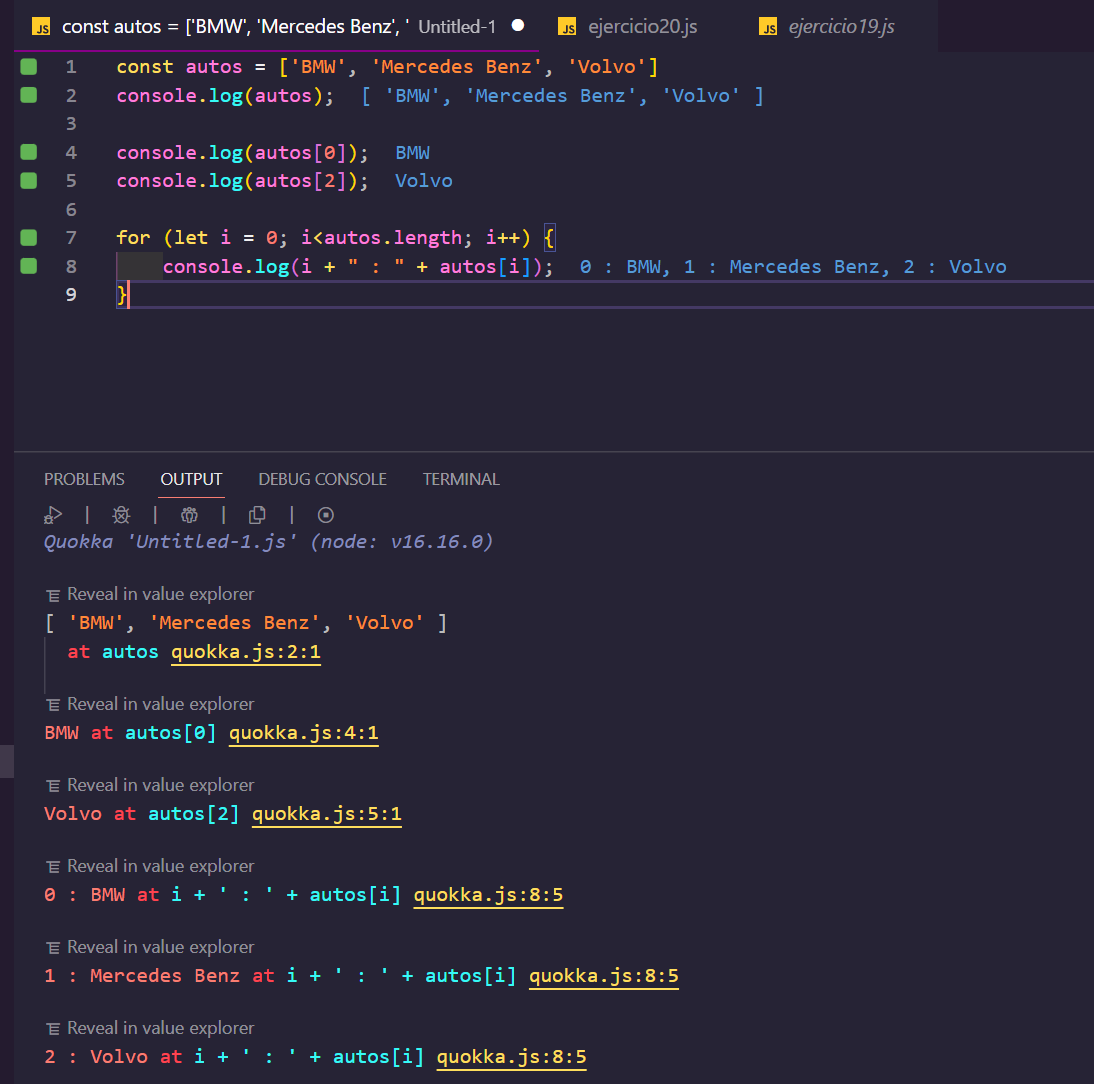 JS const autos = ['BMW', 'Mercedes Benz', ' Untitled-1 JS ejercicio20.js JS ejercicio19.js
1 const autos = ['BMW', 'Mercedes Benz', 'Volvo']
2 console.log(autos); [ 'BMW', 'Mercedes Benz', 'Volvo' ]
3
4 console.log(autos[0]); BMW
5 console.log(autos[2]); Volvo
6
7 for (let i = 0; i<autos.length; i++) {
8 console.log(i + " : " + autos[i]); 0 : BMW, 1 : Mercedes Benz, 2 : Volvo
9 }
PROBLEMS OUTPUT DEBUG CONSOLE TERMINAL
| | | |
Quokka 'Untitled-1.js' (node: v16.16.0)
Reveal in value explorer
[ 'BMW', 'Mercedes Benz', 'Volvo' ]
at autos quokka.js:2:1
Reveal in value explorer
BMW at autos[0] quokka.js:4:1
Reveal in value explorer
Volvo at autos[2] quokka.js:5:1
Reveal in value explorer
0 : BMW at i + ' : ' + autos[i] quokka.js:8:5
Reveal in value explorer
1 : Mercedes Benz at i + ' : ' + autos[i] quokka.js:8:5
Reveal in value explorer
2 : Volvo at i + ' : ' + autos[i] quokka.js:8:5